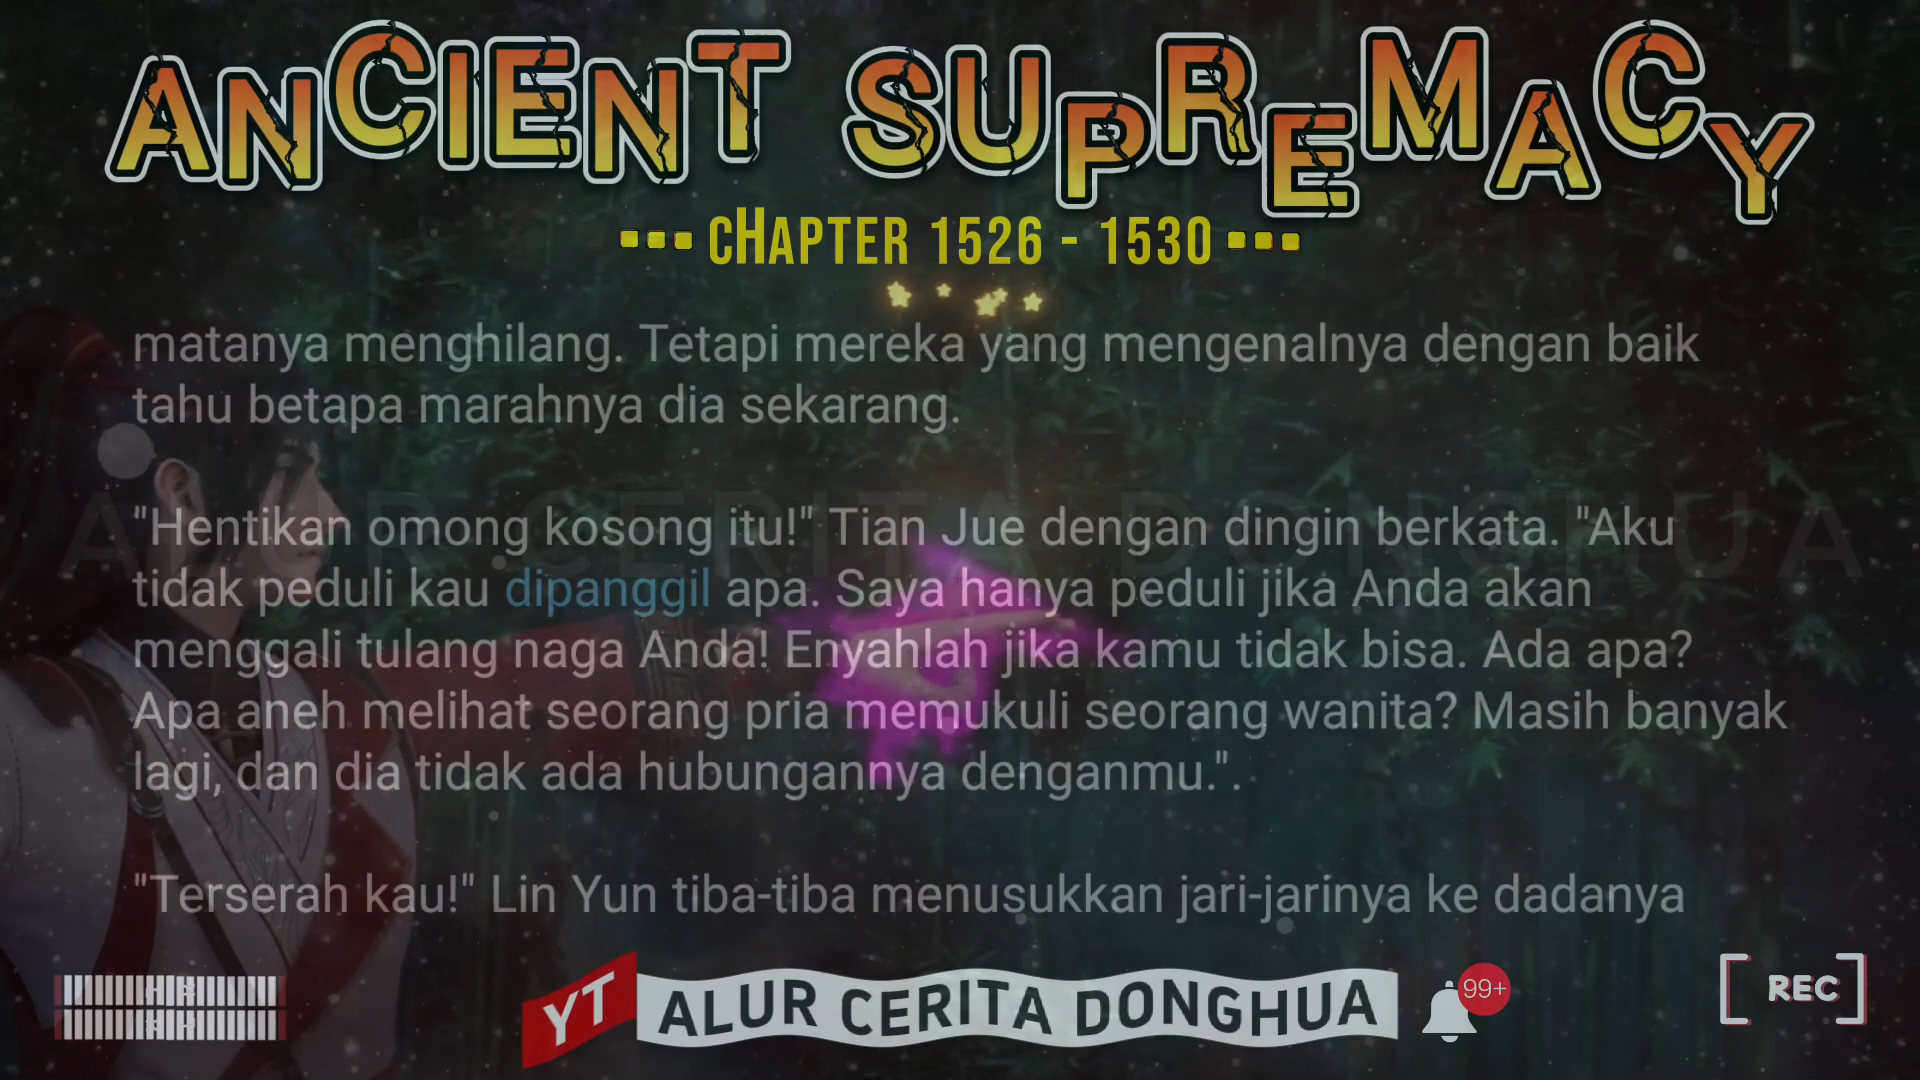 ANCIENT SUPREMACY
CHAPTER 1526 - 1530
matanya menghilang. Tetapi mereka yang mengenalnya dengan baik
tahu betapa marahnya dia sekarang.
ALUR CERITA DONGHUA
"Hentikan omong kosong itu!" Tian Jue dengan dingin berkata. "Aku
tidak peduli kau dipanggil apa. Saya hanya peduli jika Anda akan
menggali tulang naga Anda! Enyahlah jika kamu tidak bisa. Ada apa?
Apa aneh melihat seorang pria memukuli seorang wanita? Masih banyak
lagi, dan dia tidak ada hubungannya denganmu.".
"Terserah kau!" Lin Yun tiba-tiba menusukkan jari-jarinya ke dadanya
YT ALUR CERITA DONGHUA
99+
REC